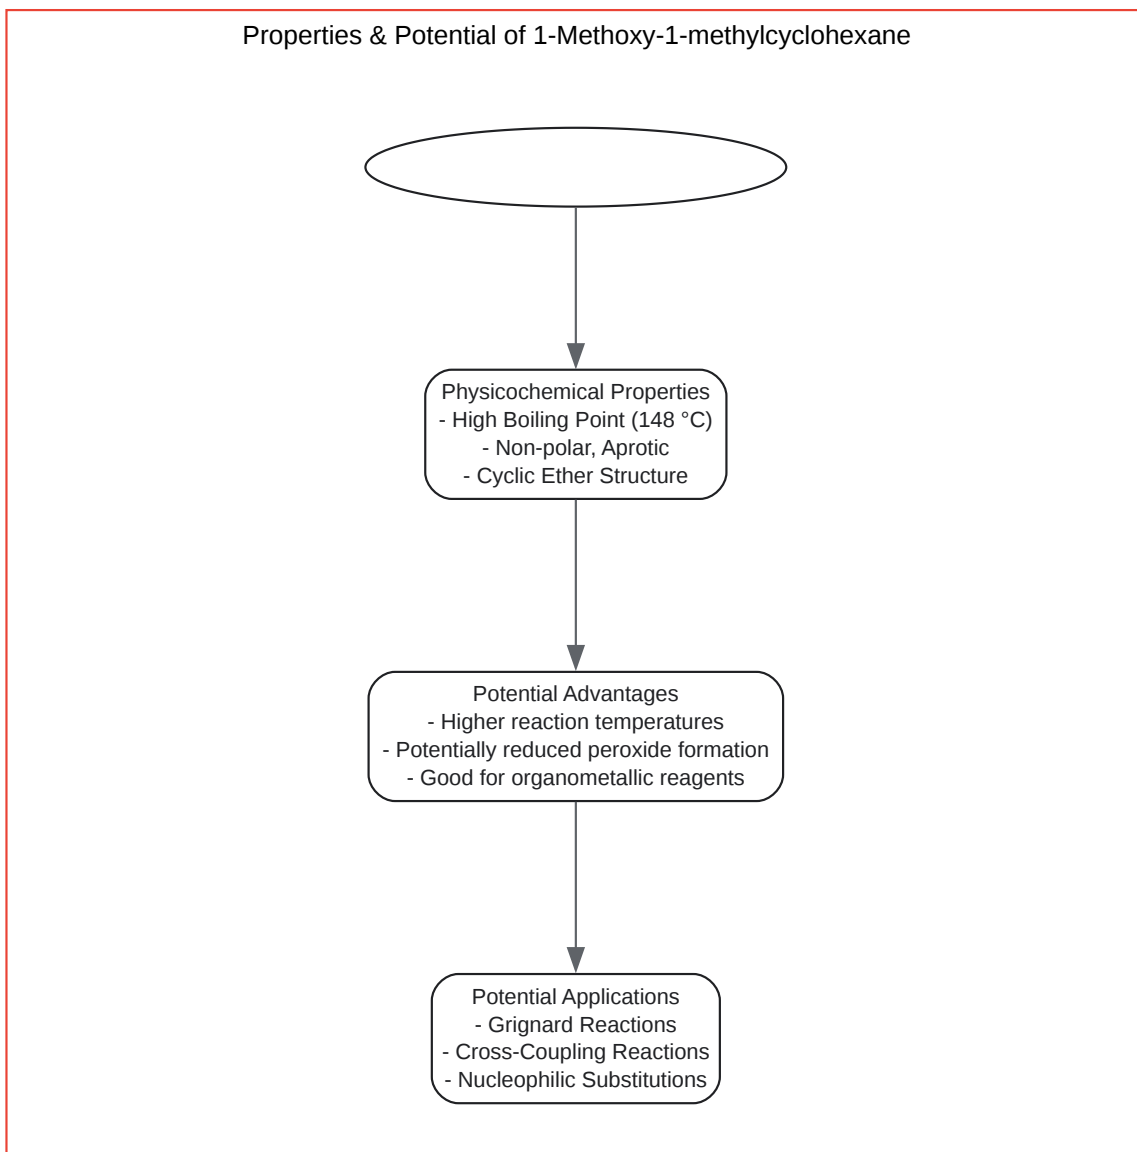 Properties & Potential of 1-Methoxy-1-methylcyclohexane
Physicochemical Properties
- High Boiling Point (148 °C)
- Non-polar, Aprotic
- Cyclic Ether Structure
Potential Advantages
- Higher reaction temperatures
- Potentially reduced peroxide formation
- Good for organometallic reagents
Potential Applications
- Grignard Reactions
- Cross-Coupling Reactions
- Nucleophilic Substitutions